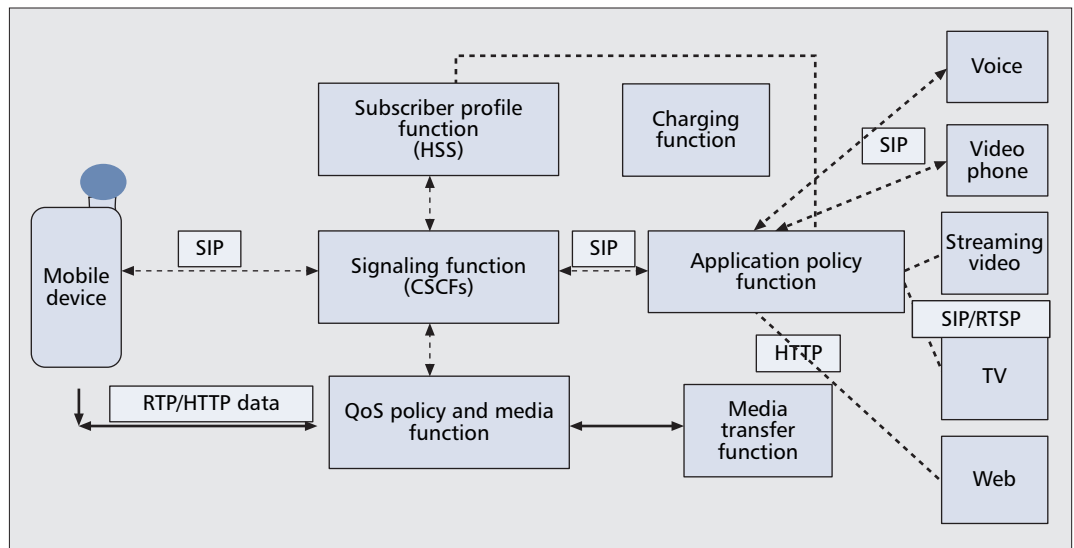 Subscriber profile
function
(HSS)
Charging
function
Voice
SIP
Video
phone
Mobile
device
SIP
Signaling function
(CSCFs)
SIP
Application policy
function
Streaming
video
SIP/RTSP
HTTP
TV
RTP/HTTP data
QoS policy and media
function
Media
transfer
function
Web